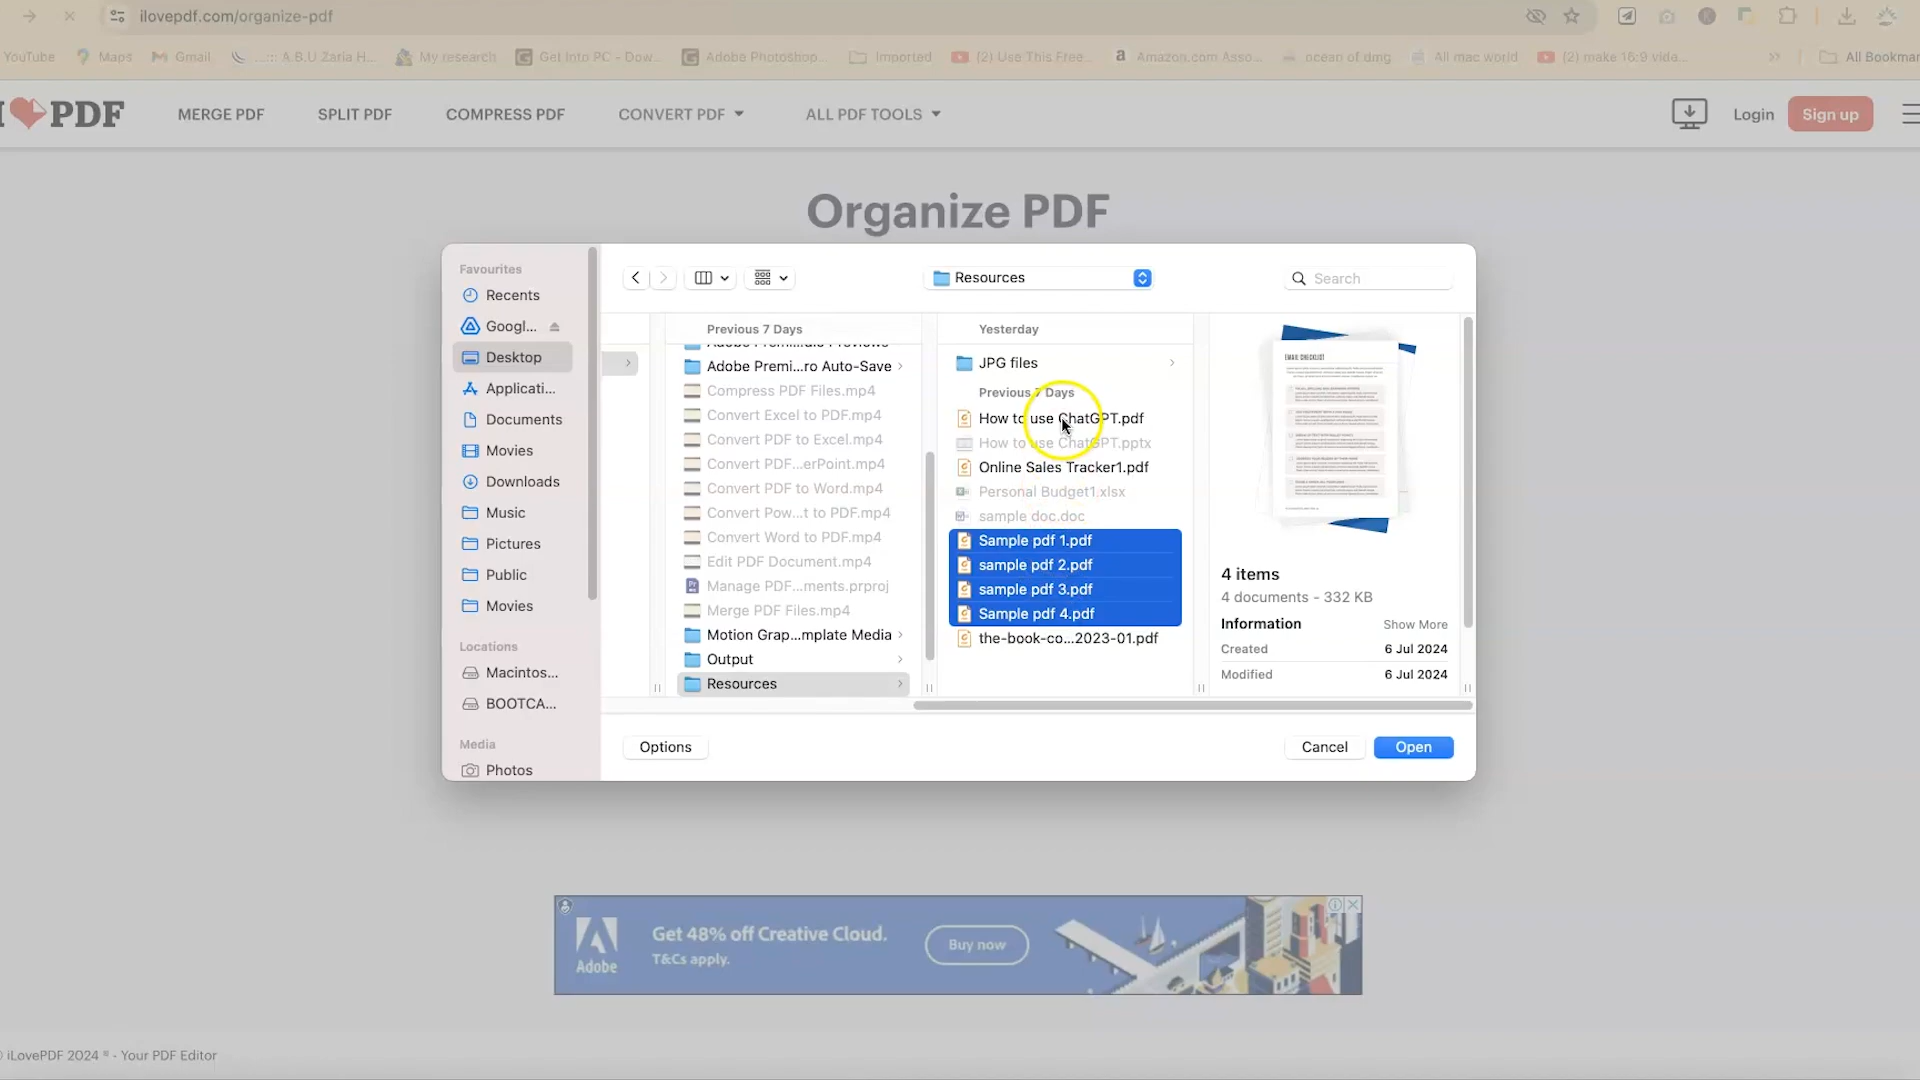 ilovepdf.com/organize-pdf
YouTube
Maps
Gmail
..::: A.B.U Zaria H...
My research
Get Into PC - Dow...
Adobe Photoshop...
Imported
(2) Use This Free...
Amazon.com Asso...
ocean of dmg
All mac world
(2) make 16:9 vide...
»
All Bookmar
I PDF
MERGE PDF
SPLIT PDF
COMPRESS PDF
CONVERT PDF
ALL PDF TOOLS
Login
Sign up
Organize PDF
Favourites
Recents
Googl...
Desktop
Applicati...
Documents
Movies
Downloads
Music
Pictures
Public
Movies
Locations
Macintos...
BOOTCA...
Media
Photos
Resources
Search
Previous 7 Days
Adobe Premi...ro Auto-Save
Compress PDF Files.mp4
Convert Excel to PDF.mp4
Convert PDF to Excel.mp4
Convert PDF...erPoint.mp4
Convert PDF to Word.mp4
Convert Pow...t to PDF.mp4
Convert Word to PDF.mp4
Edit PDF Document.mp4
Manage PDF...ments.prproj
Merge PDF Files.mp4
Motion Grap...mplate Media
Output
Resources
Yesterday
JPG files
Previous 7 Days
How to use ChatGPT.pdf
How to use ChatGPT.pptx
Online Sales Tracker1.pdf
Personal Budget1.xlsx
sample doc.doc
Sample pdf 1.pdf
sample pdf 2.pdf
sample pdf 3.pdf
Sample pdf 4.pdf
the-book-co...2023-01.pdf
EMAIL CHECKLIST
4 items
4 documents - 332 KB
Information
Show More
Created
6 Jul 2024
Modified
6 Jul 2024
Options
Cancel
Open
Adobe
Get 48% off Creative Cloud.
T&Cs apply.
Buy now
iLovePDF 2024 ® - Your PDF Editor